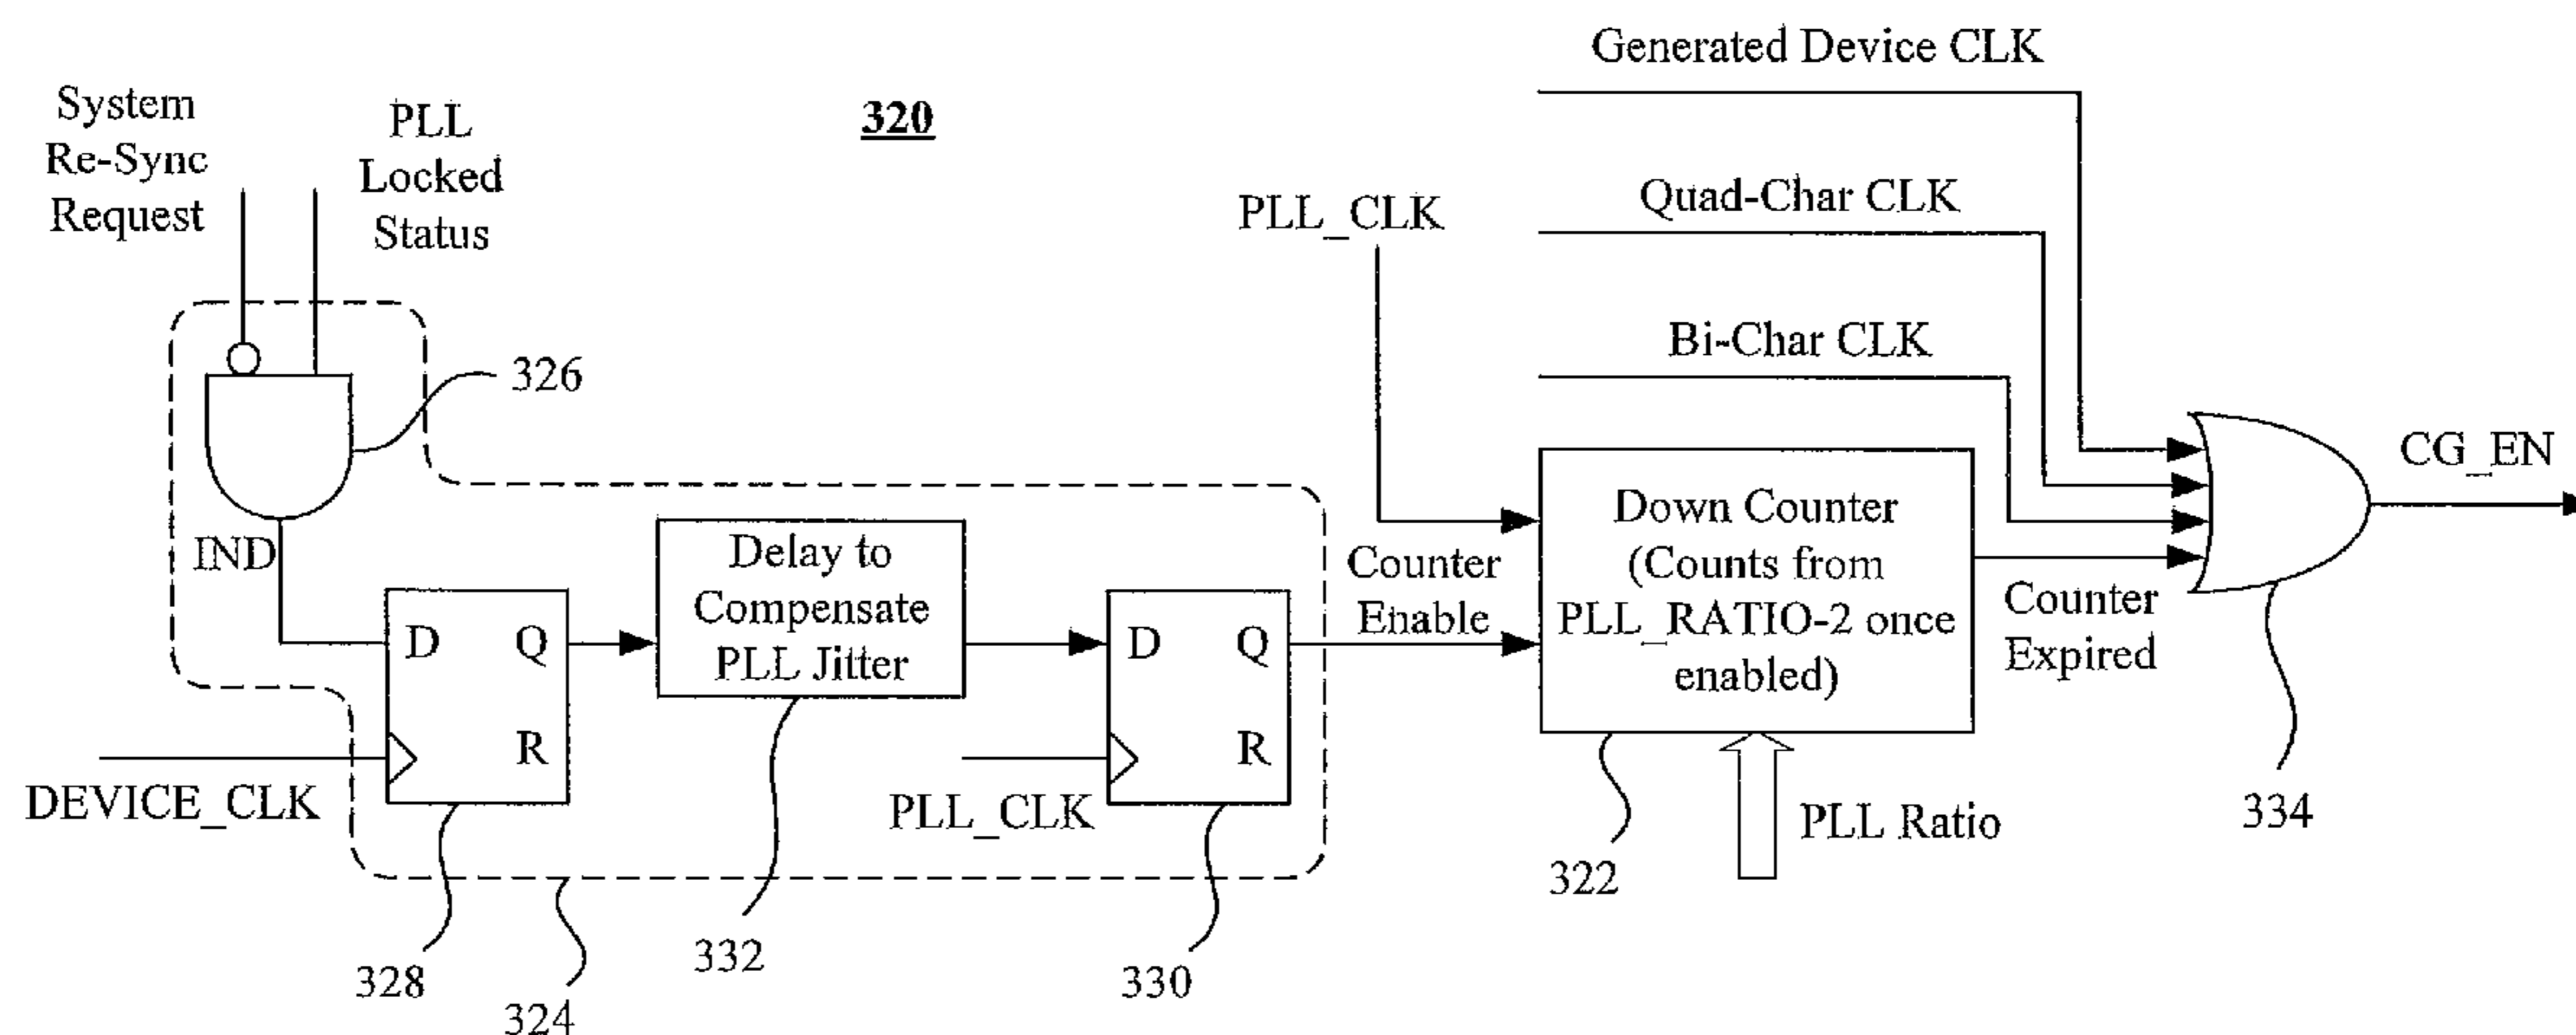 System
Re-Sync
Request
PLL
Locked
Status
320
Generated Device CLK
Quad-Char CLK
Bi-Char CLK
PLL_CLK
326
IND
D Q
R
DEVICE_CLK
Delay to
Compensate
PLL Jitter
D Q
R
PLL_CLK
Counter
Enable
Down Counter
(Counts from
PLL_RATIO-2 once
enabled)
Counter
Expired
CG_EN
PLL Ratio
334
322
328
324
332
330